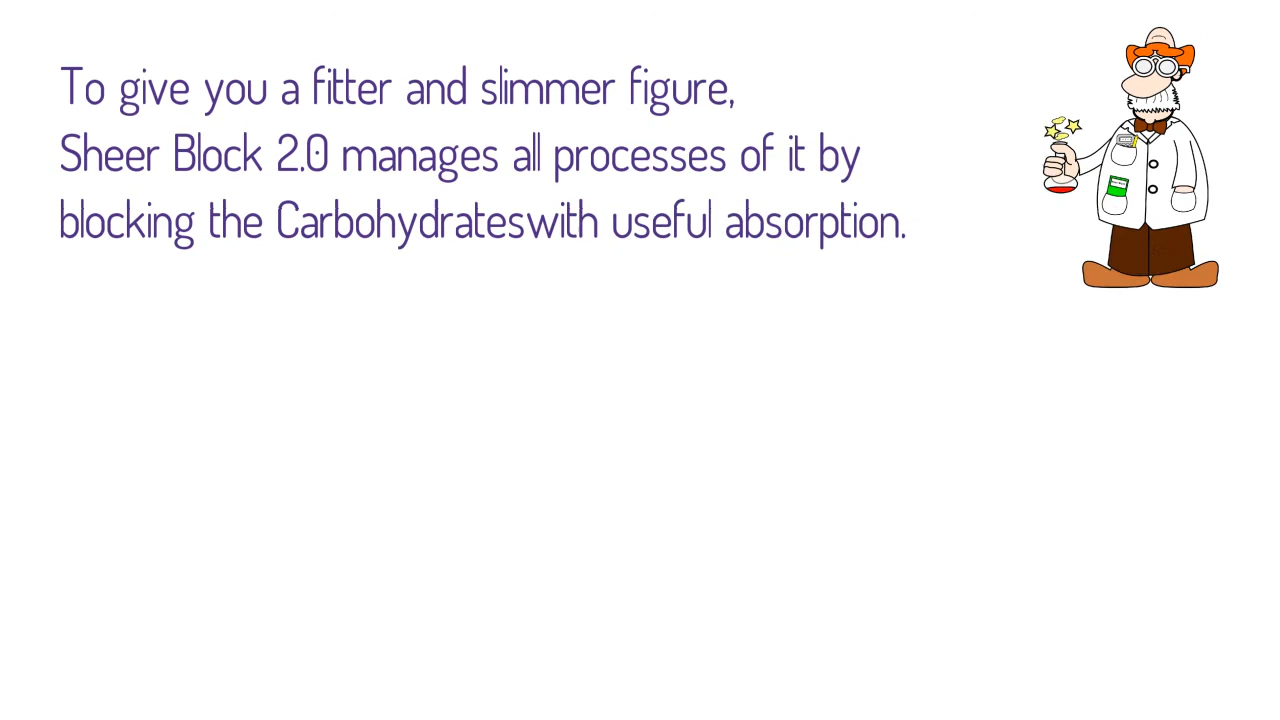 To give you a fitter and slimmer figure,
Sheer Block 2.0 manages all processes of it by
blocking the Carbohydrateswith useful absorption.